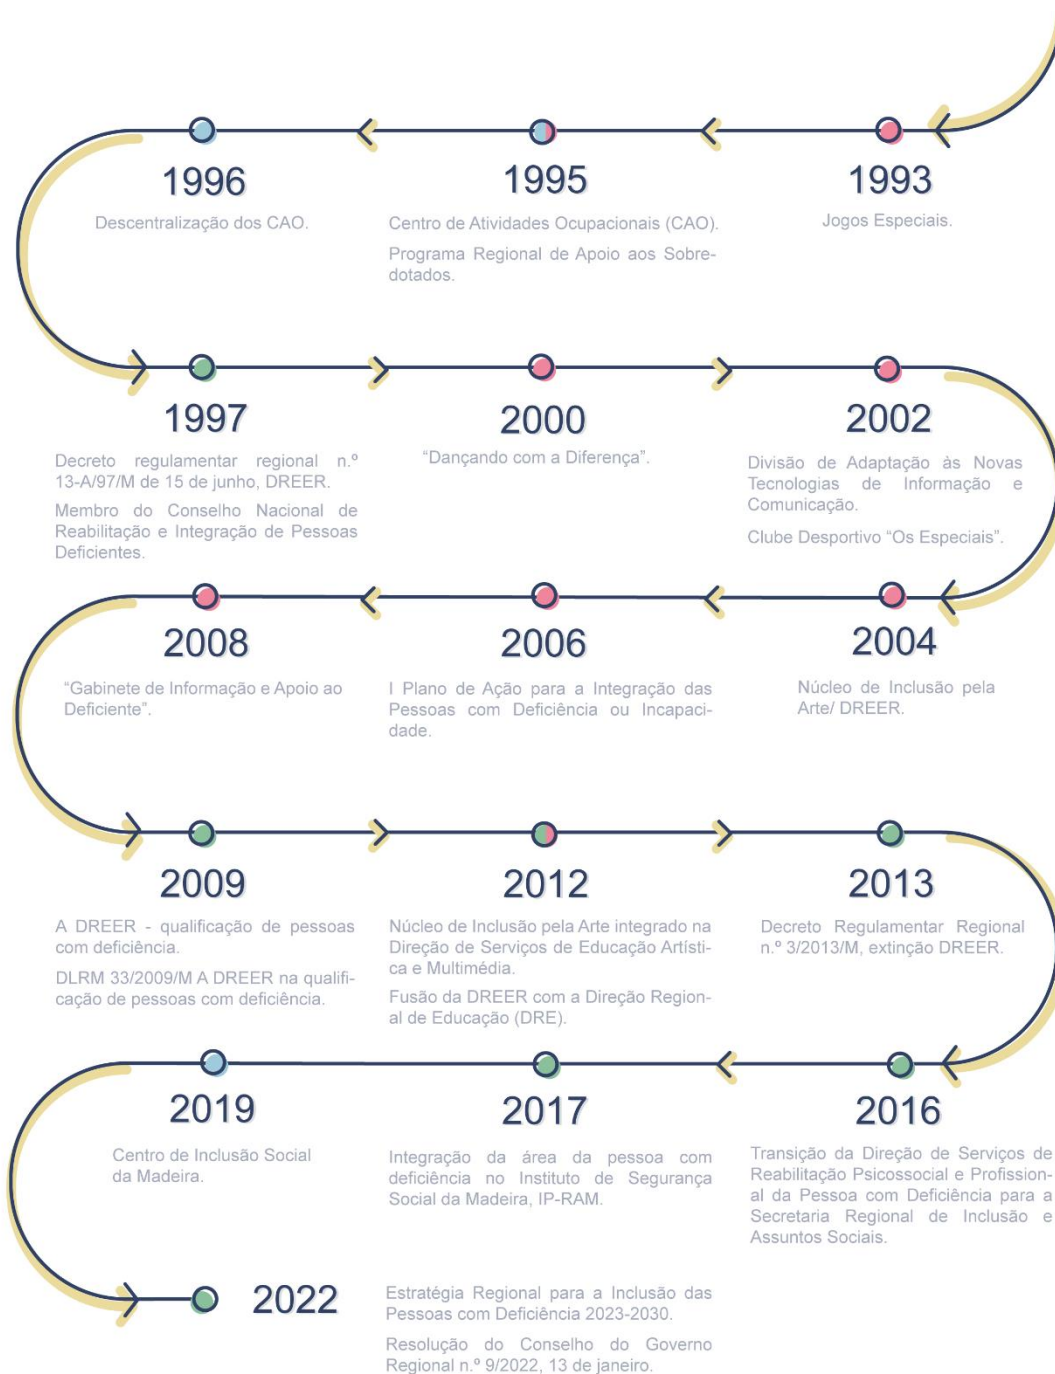 1993
Jogos Especiais.
1995
Centro de Atividades Ocupacionais (CAO).
Programa Regional de Apoio aos Sobre-
dotados.
1996
Descentralização dos CAO.
1997
Decreto regulamentar regional n.º
13-A/97/M de 15 de junho, DREER.
Membro do Conselho Nacional de
Reabilitação e Integração de Pessoas
Deficientes.
2000
“Dançando com a Diferença”.
2002
Divisão de Adaptação às Novas
Tecnologias de Informação e
Comunicação.
Clube Desportivo “Os Especiais”.
2004
Núcleo de Inclusão pela
Arte/ DREER.
2006
I Plano de Ação para a Integração das
Pessoas com Deficiência ou Incapaci-
dade.
2008
“Gabinete de Informação e Apoio ao
Deficiente”.
2009
A DREER - qualificação de pessoas
com deficiência.
DLRM 33/2009/M A DREER na qualifi-
cação de pessoas com deficiência.
2012
Núcleo de Inclusão pela Arte integrado na
Direção de Serviços de Educação Artísti-
ca e Multimédia.
Fusão da DREER com a Direção Region-
al de Educação (DRE).
2013
Decreto Regulamentar Regional
n.º 3/2013/M, extinção DREER.
2016
Transição da Direção de Serviços de
Reabilitação Psicossocial e Profission-
al da Pessoa com Deficiência para a
Secretaria Regional de Inclusão e
Assuntos Sociais.
2017
Integração da área da pessoa com
deficiência no Instituto de Segurança
Social da Madeira, IP-RAM.
2019
Centro de Inclusão Social
da Madeira.
2022
Estratégia Regional para a Inclusão das
Pessoas com Deficiência 2023-2030.
Resolução do Conselho do Governo
Regional n.º 9/2022, 13 de janeiro.